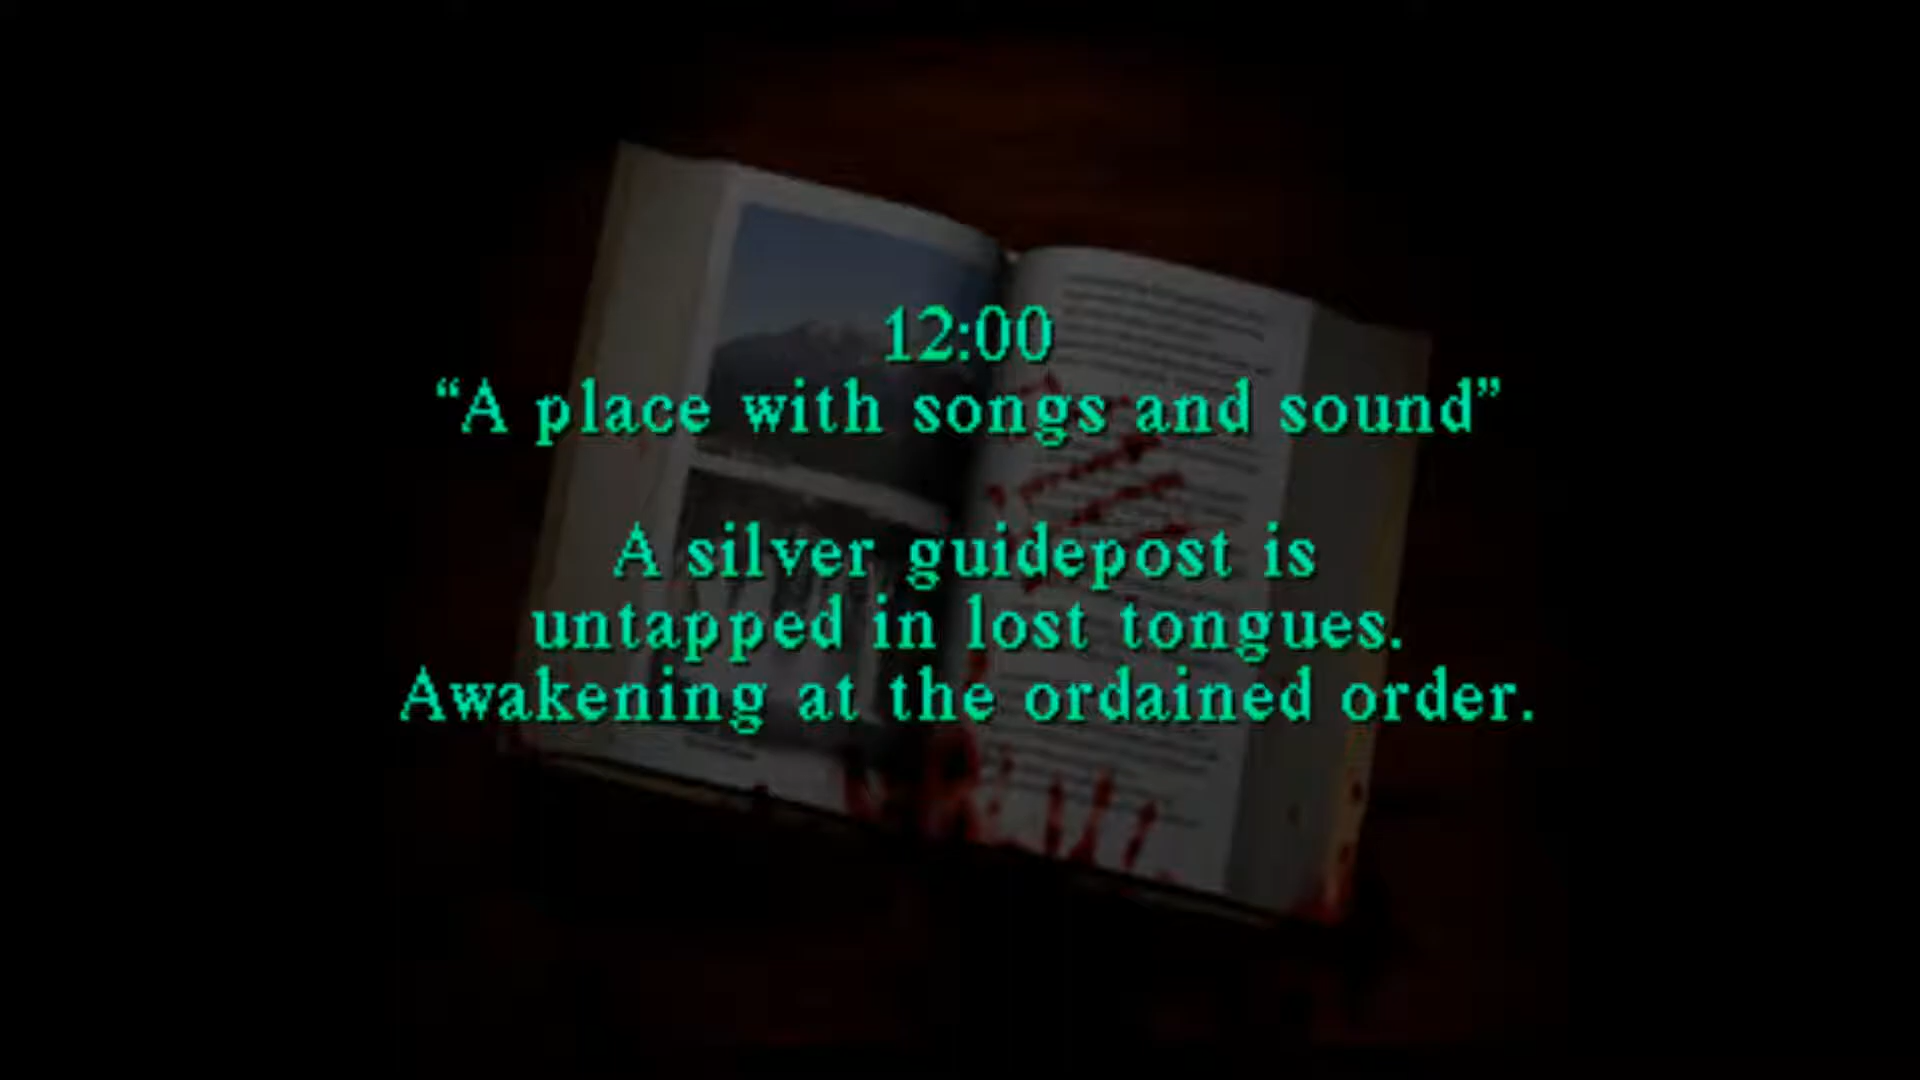 12:00
“A place with songs and sound”
A silver guidepost is
untapped in lost tongues.
Awakening at the ordained order.